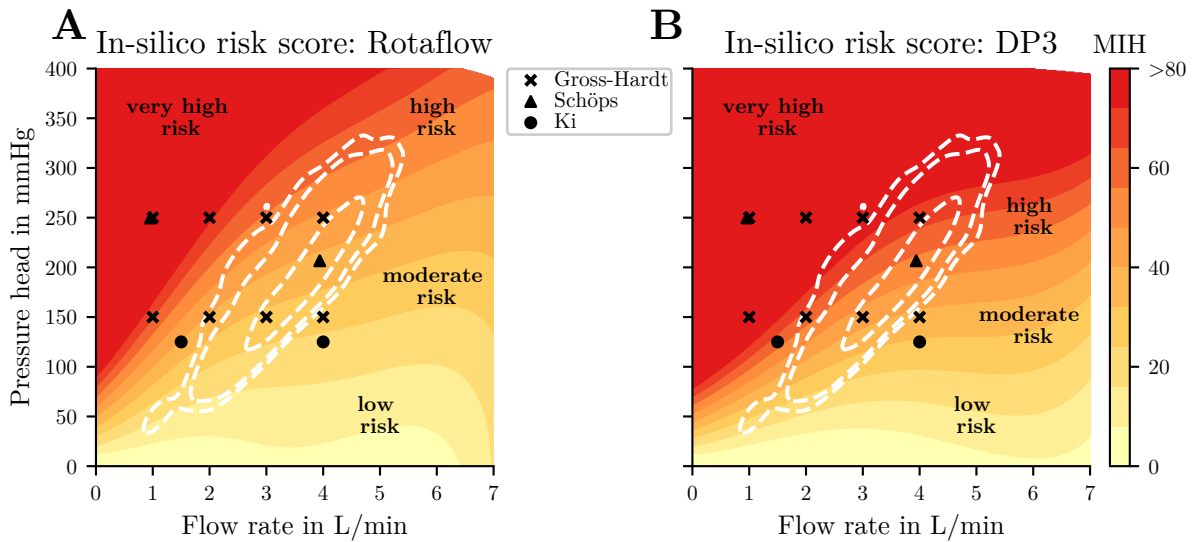 A
In-silico risk score: Rotaflow
B
In-silico risk score: DP3
MIH
Gross-Hardt
Schöps
Ki
very high
risk
high
risk
moderate
risk
low
risk
very high
risk
high
risk
moderate
risk
low
risk
Pressure head in mmHg
400
350
300
250
200
150
100
50
0
0 1 2 3 4 5 6 7
Flow rate in L/min
0 1 2 3 4 5 6 7
Flow rate in L/min
>80
60
40
20
0